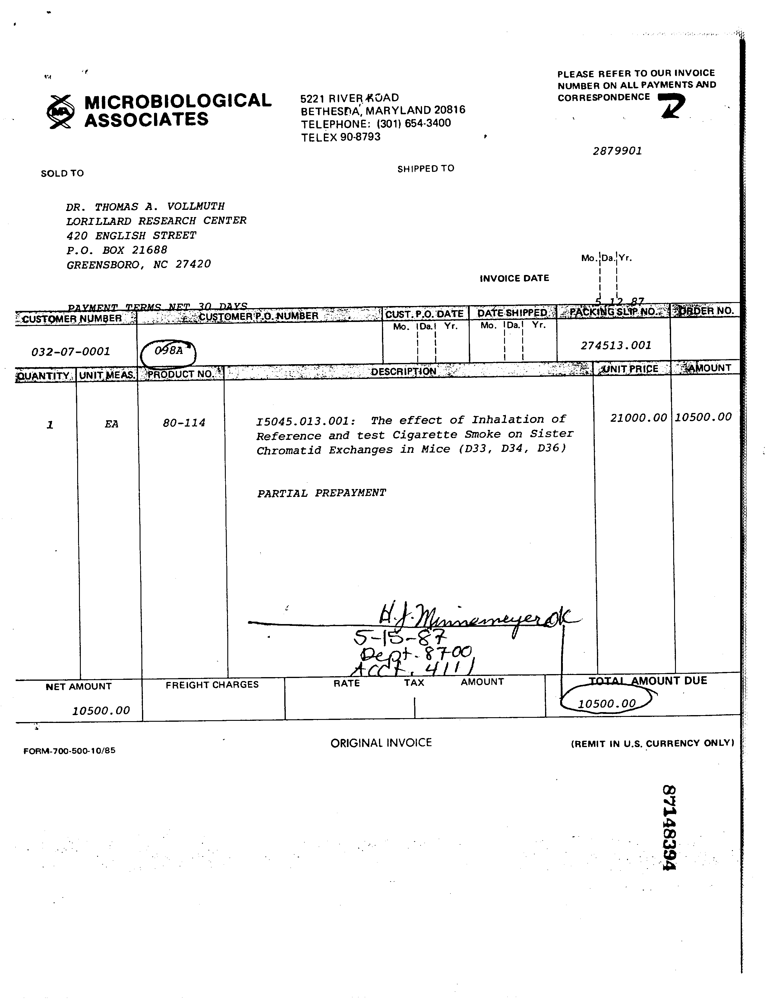 PLEASE REFER TO OUR INVOICE
NUMBER ON ALL PAYMENTS AND
CORRESPONDENCE
MICROBIOLOGICAL
ASSOCIATES
5221 RIVER ROAD
BETHESDA, MARYLAND 20816
TELEPHONE: (301) 654-3400
TELEX 90-8793
2879901
SOLD TO
SHIPPED TO
DR. THOMAS A. VOLLMUTH
LORILLARD RESEARCH CENTER
420 ENGLISH STREET
P.O. BOX 21688
GREENSBORO, NC 27420
Mo. Da. Yr.
INVOICE DATE
5 12 87
PAYMENT TERMS NET 30 DAYS
CUSTOMER NUMBER CUSTOMER P.O. NUMBER CUST. P.O. DATE DATE SHIPPED PACKING SLIP NO. ORDER NO.
Mo. Da. Yr. Mo. Da. Yr.
032-07-0001 098A 274513.001
QUANTITY UNIT MEAS. PRODUCT NO. DESCRIPTION UNIT PRICE AMOUNT
1 EA 80-114 I5045.013.001: The effect of Inhalation of 21000.00 10500.00
Reference and test Cigarette Smoke on Sister
Chromatid Exchanges in Mice (D33, D34, D36)
PARTIAL PREPAYMENT
H.J. Minnemeyer OK
5-15-87
Dept. 8700
Acct. 4111
NET AMOUNT FREIGHT CHARGES RATE TAX AMOUNT TOTAL AMOUNT DUE
10500.00 10500.00
FORM-700-500-10/85
ORIGINAL INVOICE
(REMIT IN U.S. CURRENCY ONLY)
87148394